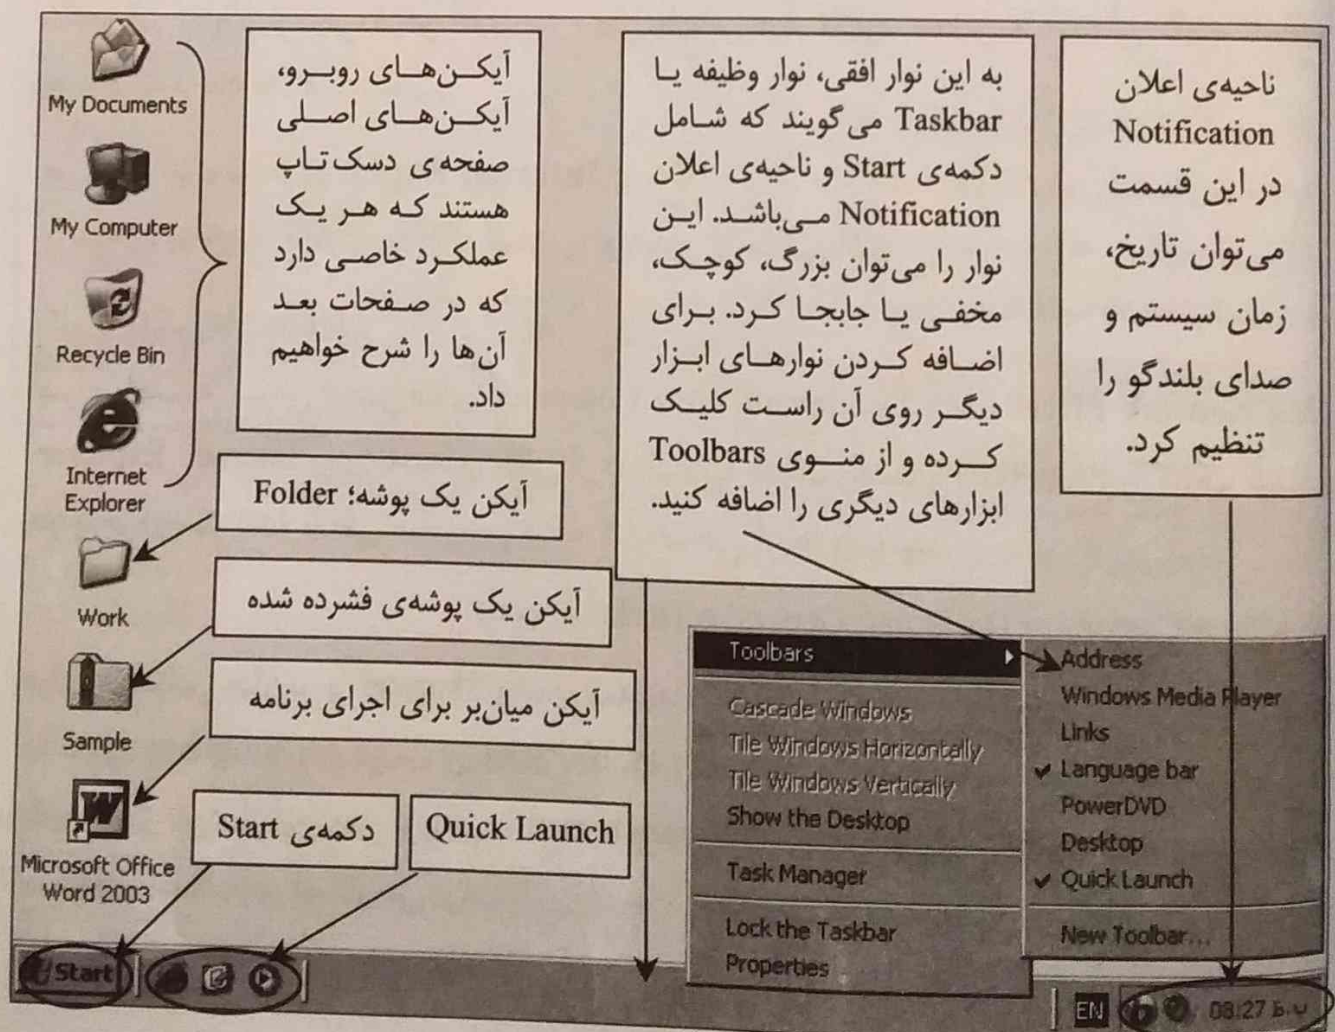 My Documents
My Computer
Recycle Bin
Internet
Explorer
Work
Sample
Microsoft Office
Word 2003
آیکن‌های روبرو،
آیکن‌های اصلی
صفحه‌ی دسک‌تاپ
هستند که هر یک
عملکرد خاصی دارد
که در صفحات بعد
آن‌ها را شرح خواهیم
داد.
به این نوار افقی، نوار وظیفه یا
Taskbar می‌گویند که شامل
دکمه‌ی Start و ناحیه‌ی اعلان
Notification می‌باشد. این
نوار را می‌توان بزرگ، کوچک،
مخفی یا جابجا کرد. برای
اضافه کردن نوارهای ابزار
دیگر روی آن راست کلیک
کرده و از منوی Toolbars
ابزارهای دیگری را اضافه کنید.
ناحیه‌ی اعلان
Notification
در این قسمت
می‌توان تاریخ،
زمان سیستم و
صدای بلندگو را
تنظیم کرد.
آیکن یک پوشه؛ Folder
آیکن یک پوشه‌ی فشرده شده
آیکن میان‌بر برای اجرای برنامه
دکمه‌ی Start
Quick Launch
Toolbars
Cascade Windows
Tile Windows Horizontally
Tile Windows Vertically
Show the Desktop
Task Manager
Lock the Taskbar
Properties
Address
Windows Media Player
Links
Language bar
PowerDVD
Desktop
Quick Launch
New Toolbar...
Start
EN
08:27 ب.ظ